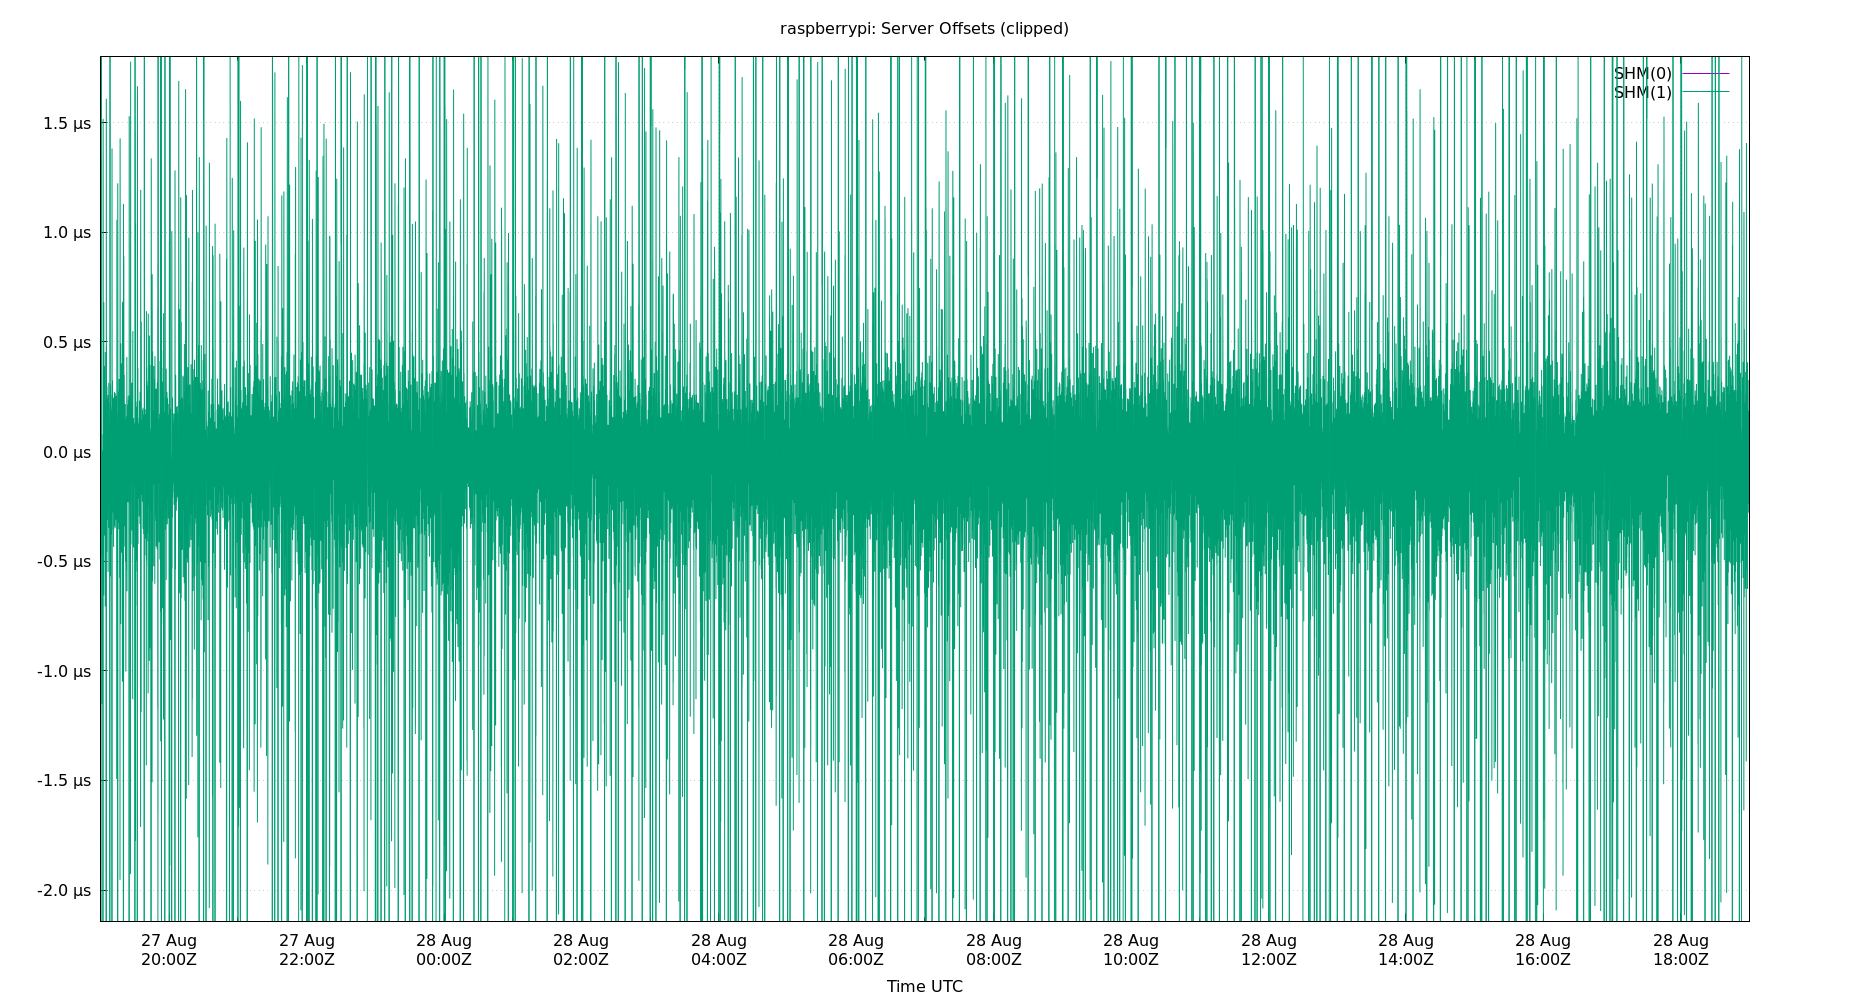 raspberrypi: Server Offsets (clipped)
SHM(0)
SHM(1)
1.5 µs
1.0 µs
0.5 µs
0.0 µs
-0.5 µs
-1.0 µs
-1.5 µs
-2.0 µs
27 Aug 27 Aug 28 Aug 28 Aug 28 Aug 28 Aug 28 Aug 28 Aug 28 Aug 28 Aug 28 Aug 28 Aug
20:00Z 22:00Z 00:00Z 02:00Z 04:00Z 06:00Z 08:00Z 10:00Z 12:00Z 14:00Z 16:00Z 18:00Z
Time UTC